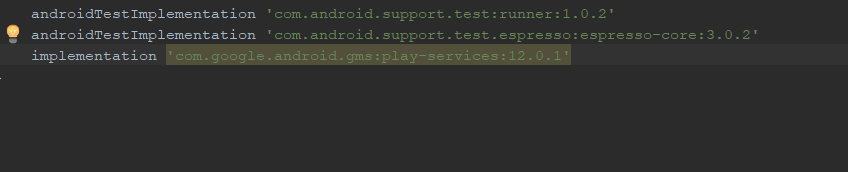 androidTestImplementation 'com.android.support.test:runner:1.0.2'
androidTestImplementation 'com.android.support.test.espresso:espresso-core:3.0.2'
implementation 'com.google.android.gms:play-services:12.0.1'